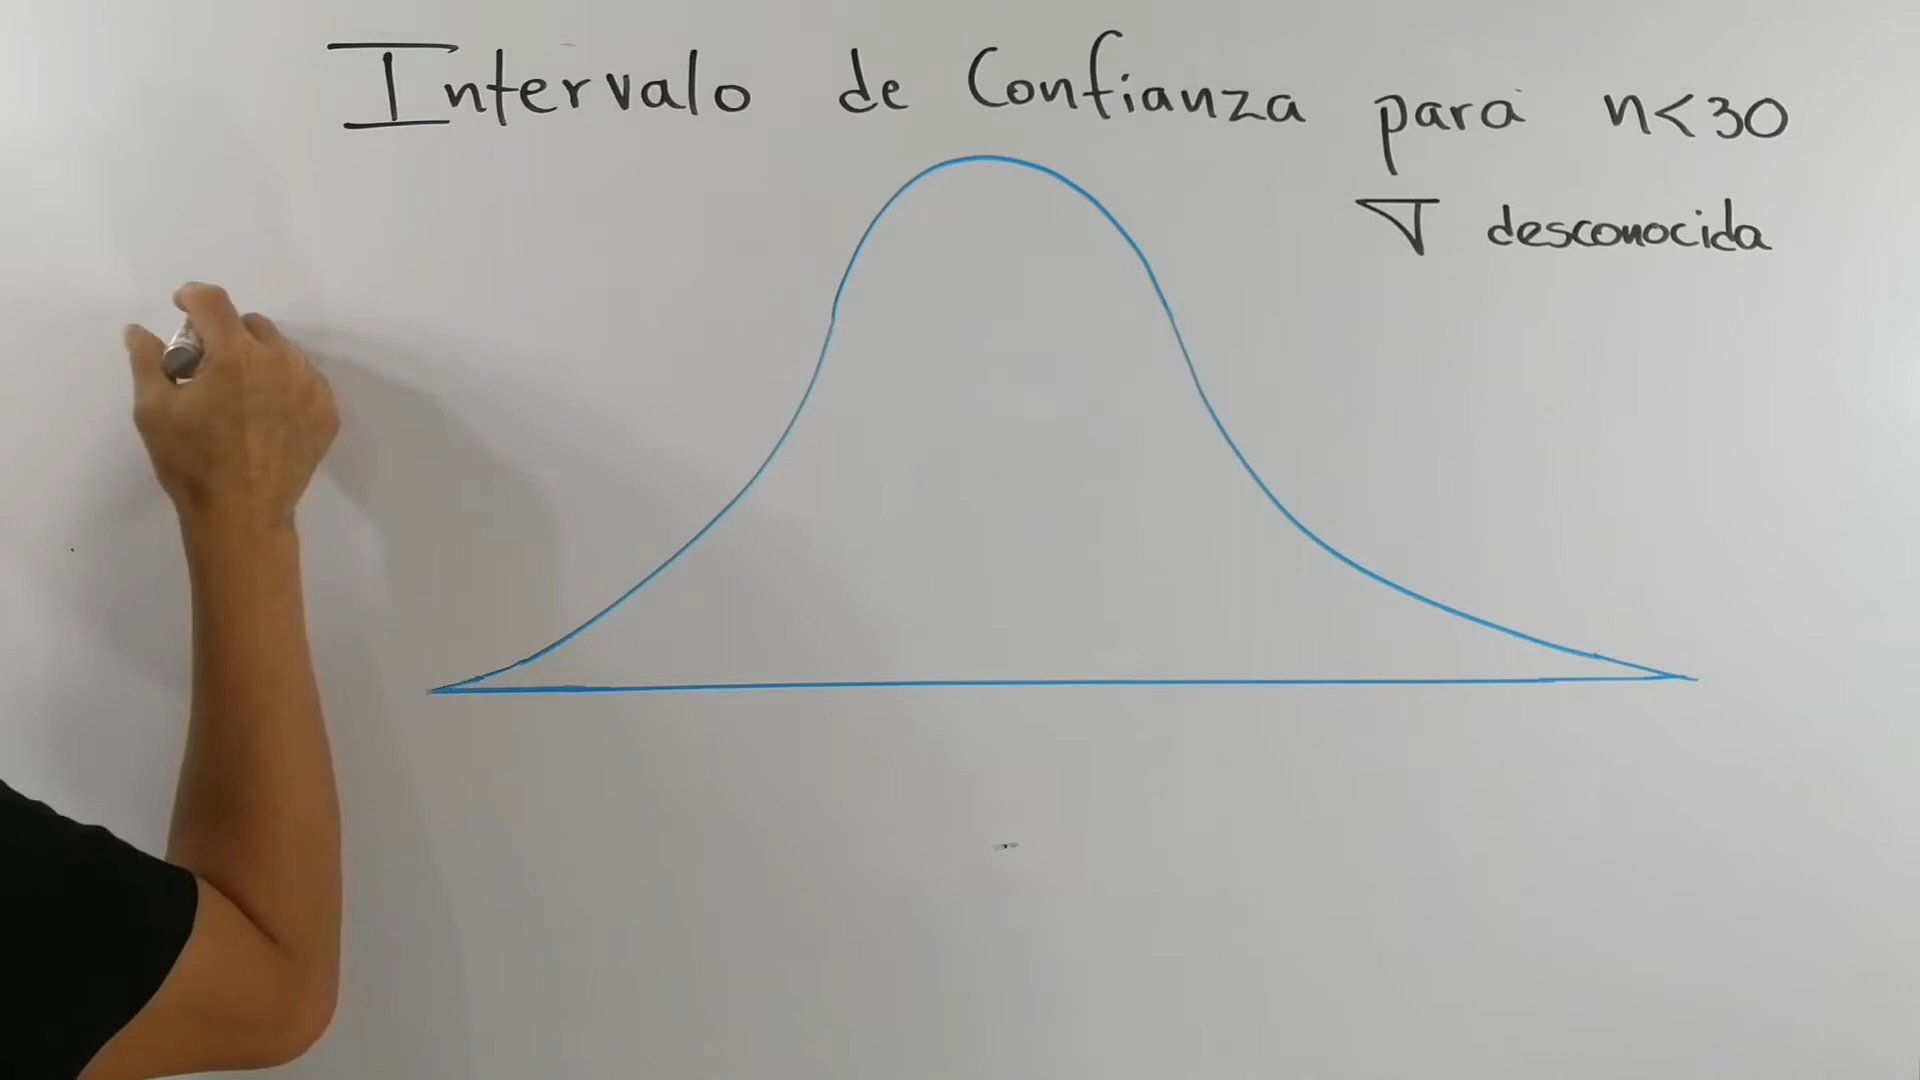 Intervalo de Confianza para n<30
σ desconocida